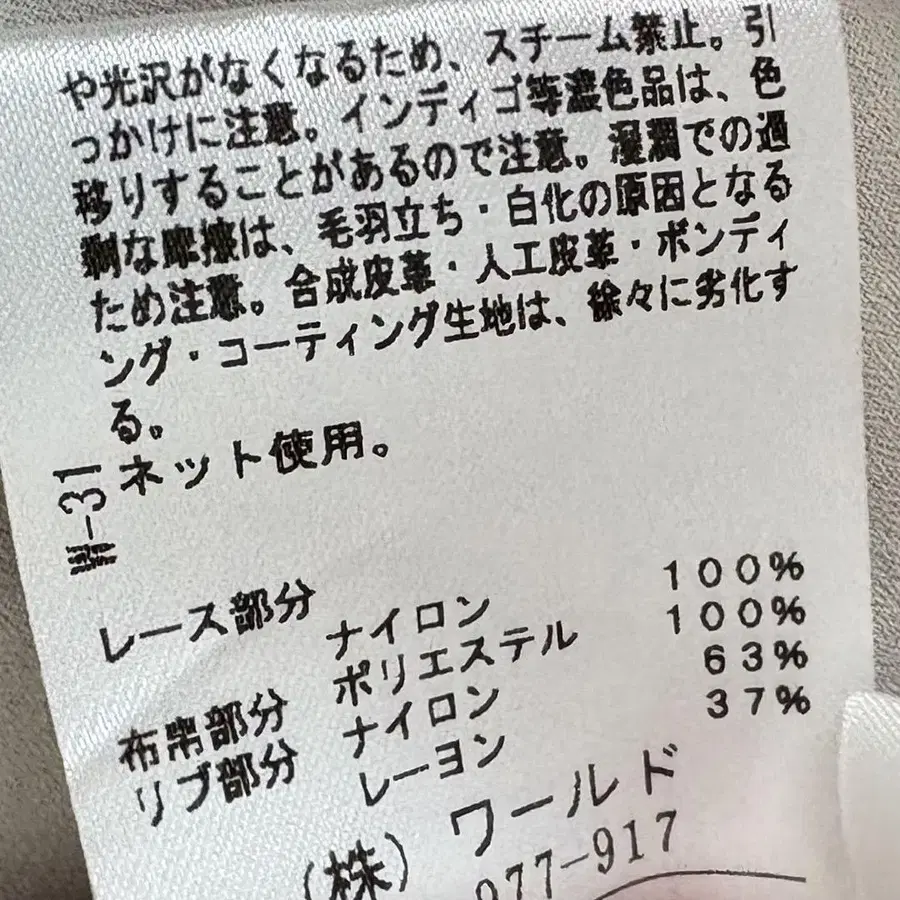 や光沢がなくなるため、スチーム禁止。引
っかけに注意。インディゴ等濃色品は、色
移りすることがあるので注意。湿潤での過
剰な摩擦は、毛羽立ち・白化の原因となる
ため注意。合成皮革・人工皮革・ボンディ
ング・コーティング生地は、徐々に劣化す
る。
ネット使用。
-31
レース部分
ナイロン 100%
ポリエステル 100%
布帛部分
ナイロン 63%
リブ部分
レーヨン 37%
(株)ワールド
077-917